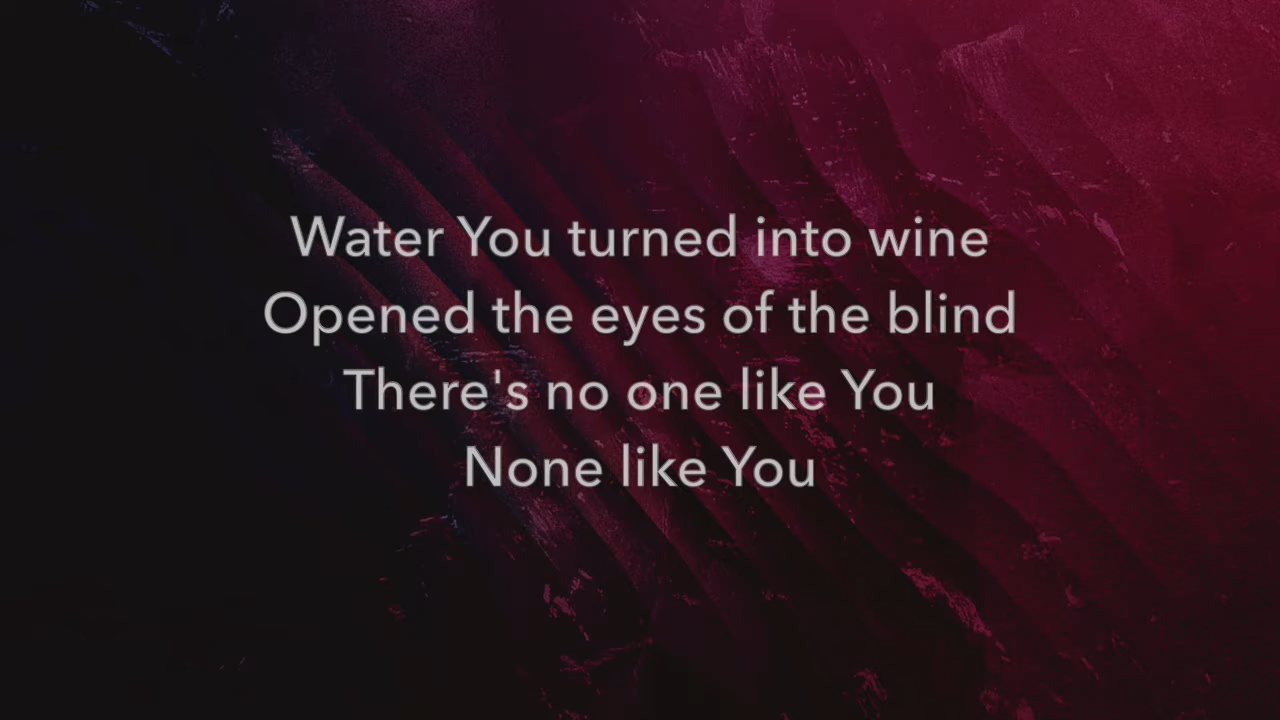 Water You turned into wine
Opened the eyes of the blind
There's no one like You
None like You